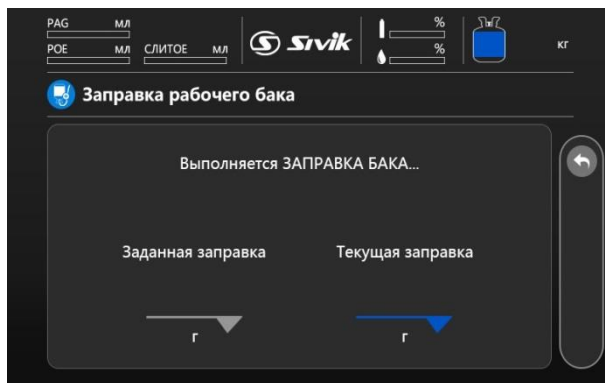 PAG мл
POE мл СЛИТОЕ мл
Sivik
%
%
кг
Заправка рабочего бака
Выполняется ЗАПРАВКА БАКА...
Заданная заправка Текущая заправка
г г